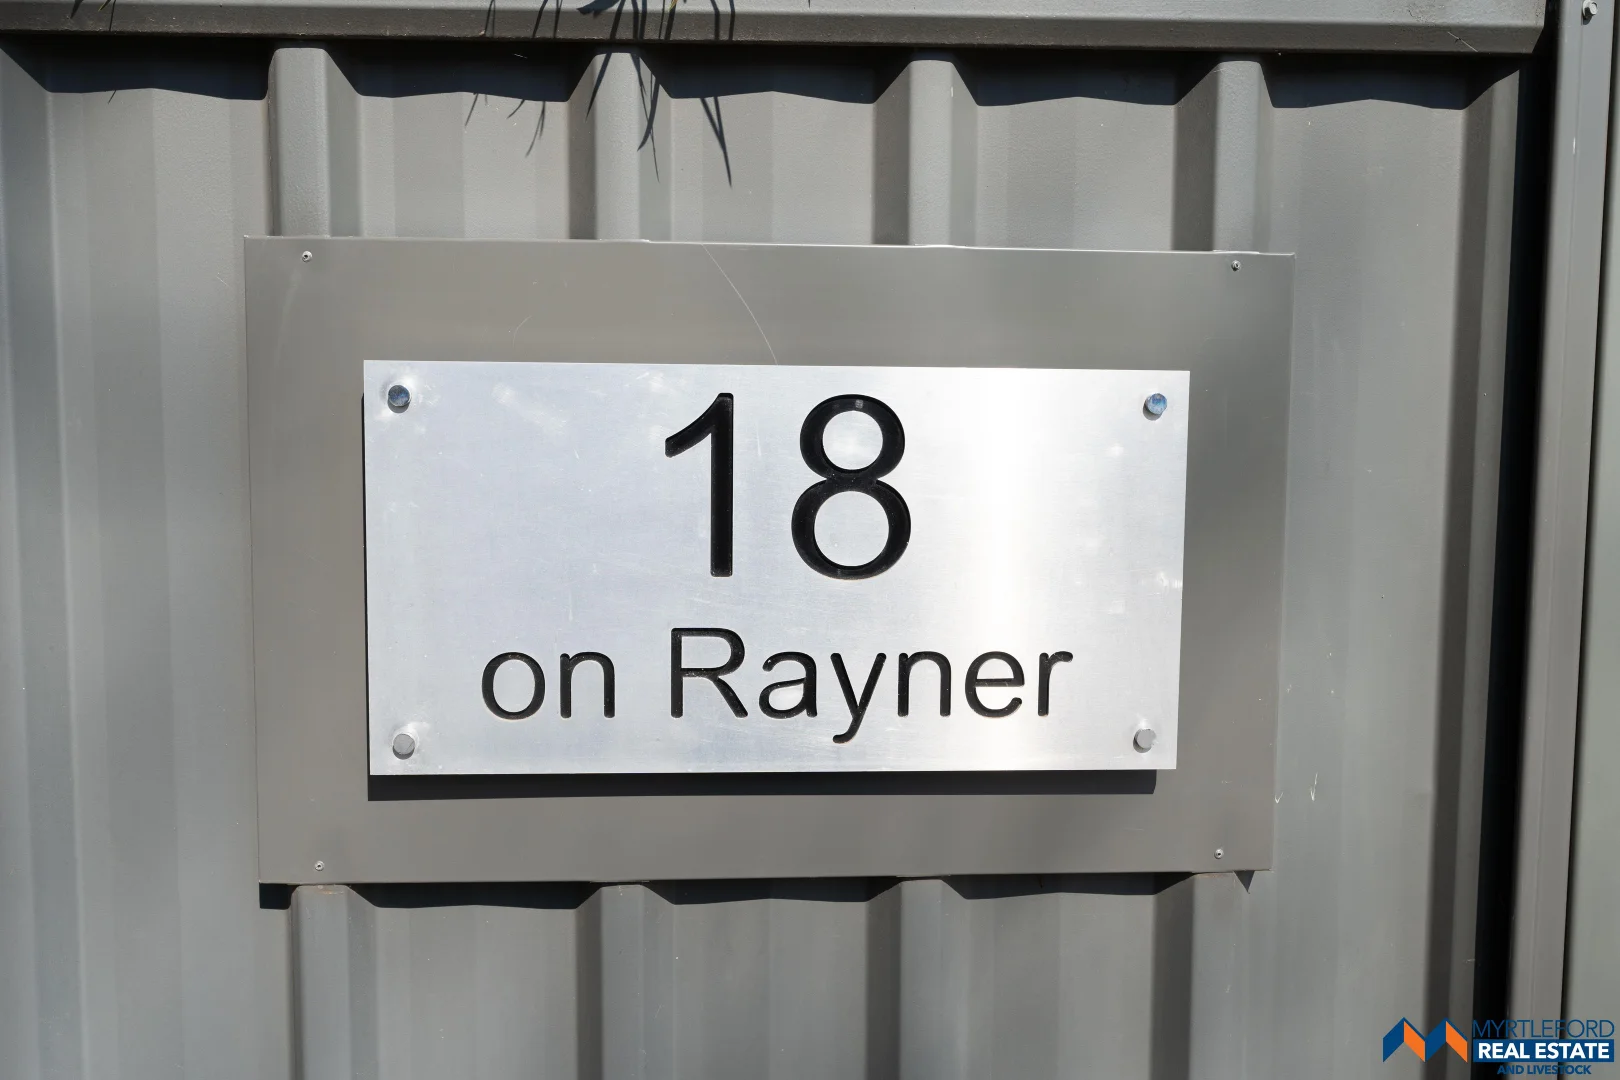 18
on Rayner
MYRTLEFORD
REAL ESTATE
AND LIVESTOCK